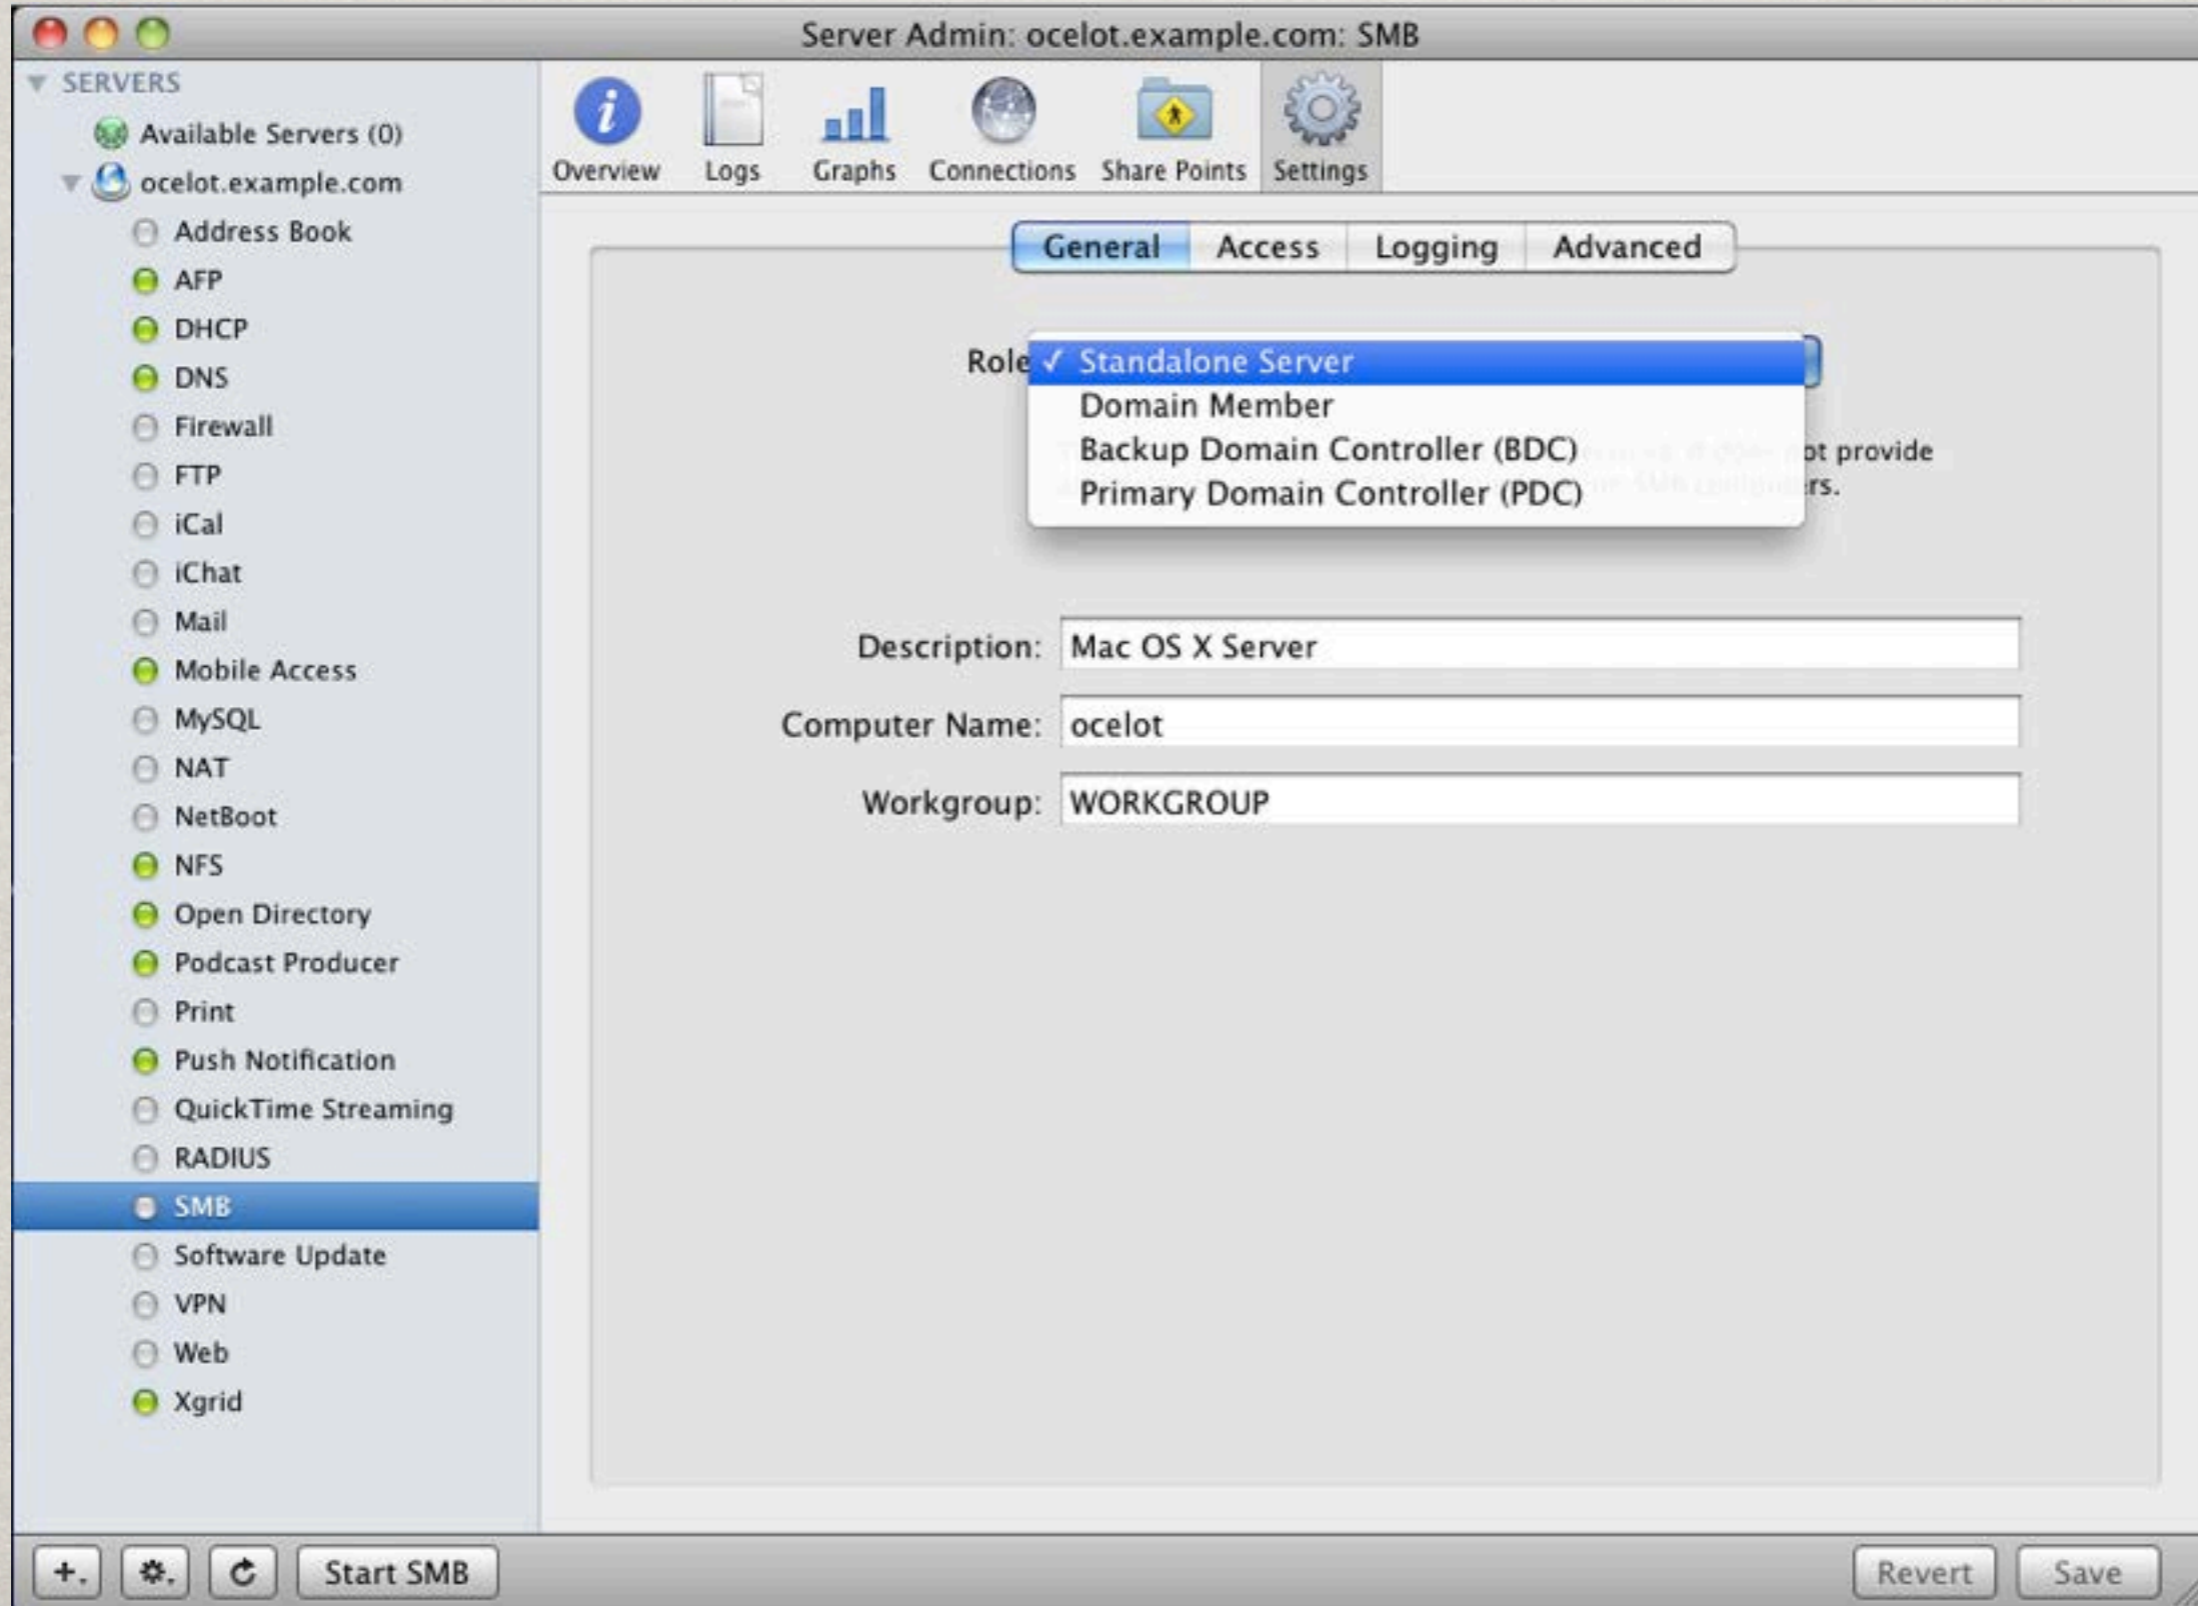 Server Admin: ocelot.example.com: SMB
SERVERS
Available Servers (0)
ocelot.example.com
Address Book
AFP
DHCP
DNS
Firewall
FTP
iCal
iChat
Mail
Mobile Access
MySQL
NAT
NetBoot
NFS
Open Directory
Podcast Producer
Print
Push Notification
QuickTime Streaming
RADIUS
SMB
Software Update
VPN
Web
Xgrid
Overview Logs Graphs Connections Share Points Settings
General Access Logging Advanced
Role ✓ Standalone Server
Domain Member
Backup Domain Controller (BDC)
provide
Primary Domain Controller (PDC)
Description: Mac OS X Server
Computer Name: ocelot
Workgroup: WORKGROUP
Start SMB
Revert Save